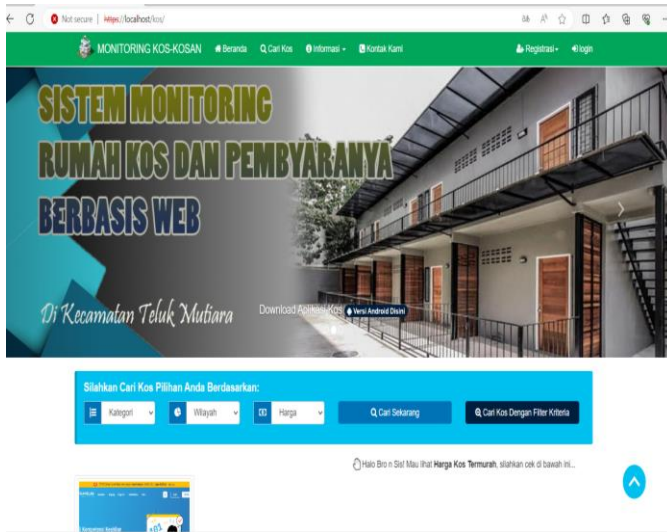 Not secure | https://localhost/kos/
MONITORING KOS-KOSAN Beranda Cari Kos Informasi Kontak Kami Registrasi login
SISTEM MONITORING
RUMAH KOS DAN PEMBYARANYA
BERBASIS WEB
Di Kecamatan Teluk Mutiara
Download Aplikasi Kos Versi Android Disini
Silahkan Cari Kos Pilihan Anda Berdasarkan:
Kategori Wilayah Harga Cari Sekarang Cari Kos Dengan Filter Kriteria
Halo Bro n Sis! Mau lihat Harga Kos Termurah, silahkan cek di bawah ini...